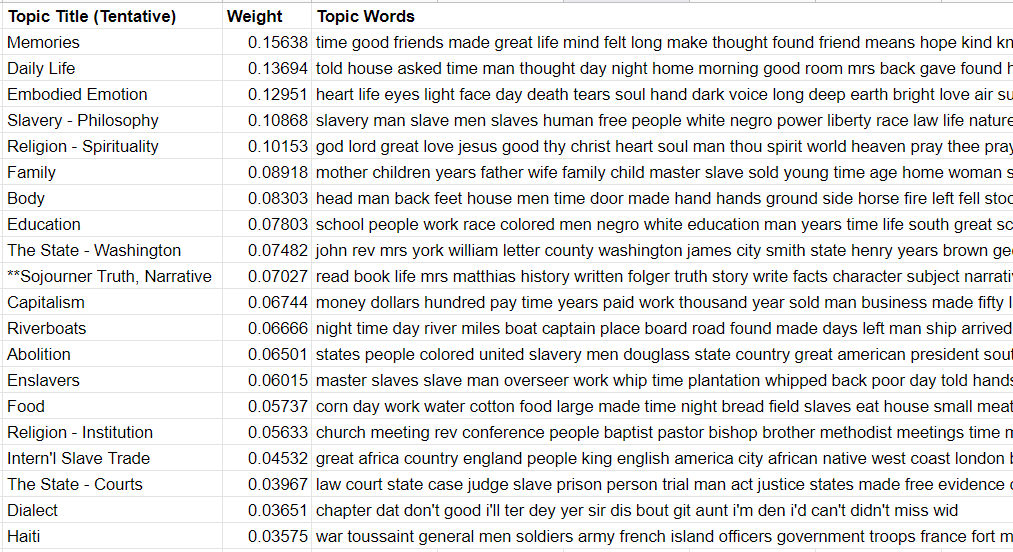 Topic Title (Tentative) Weight Topic Words
Memories 0.15638 time good friends made great life mind felt long make thought found friend means hope kind
Daily Life 0.13694 told house asked time man thought day night home morning good room mrs back gave found
Embodied Emotion 0.12951 heart life eyes light face day death tears soul hand dark voice long deep earth bright love air
Slavery - Philosophy 0.10868 slavery man slave men slaves human free people white negro power liberty race law life nature
Religion - Spirituality 0.10153 god lord great love jesus good thy christ heart soul man thou spirit world heaven pray thee pray
Family 0.08918 mother children years father wife family child master slave sold young time age home woman s
Body 0.08303 head man back feet house men time door made hand hands ground side horse fire left fell
Education 0.07803 school people work race colored men negro white education man years time life south great
The State - Washington 0.07482 john rev mrs york william letter county washington james city smith state henry years brown
**Sojourner Truth, Narrative 0.07027 read book life mrs matthias history written folger truth story write facts character subject
Capitalism 0.06744 money dollars hundred pay time years paid work thousand year sold man business made fifty
Riverboats 0.06666 night time day river miles boat captain place board road found made days left man ship arrived
Abolition 0.06501 states people colored united slavery men douglass state country great american president
Enslavers 0.06015 master slaves slave man overseer work whip time plantation whipped back poor day told hands
Food 0.05737 corn day work water cotton food large made time night bread field slaves eat house small meat
Religion - Institution 0.05633 church meeting rev conference people baptist pastor bishop brother methodist meetings time
Intern'l Slave Trade 0.04532 great africa country england people king english america city african native west coast london
The State - Courts 0.03967 law court state case judge slave prison person trial man act justice states made free evidence
Dialect 0.03651 chapter dat don't good i'll ter dey yer sir dis bout git aunt i'm den i'd can't didn't miss wid
Haiti 0.03575 war toussaint general men soldiers army french island officers government troops france fort